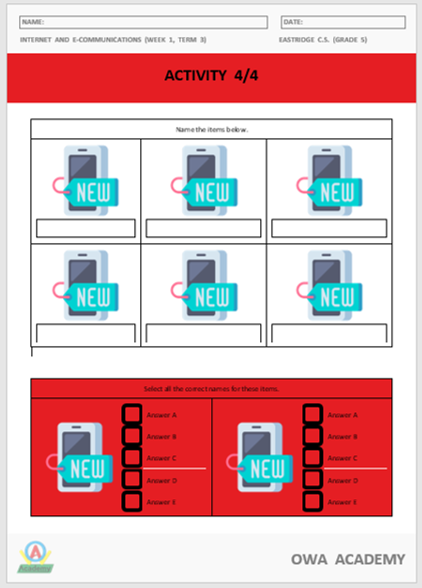 NAME:
DATE:
INTERNET AND E-COMMUNICATIONS (WEEK 1, TERM 3)
EASTRIDGE C.S. (GRADE 5)
ACTIVITY 4/4
Name the items below.
NEW NEW NEW
NEW NEW NEW
Select all the correct names for these items.
Answer A Answer A
Answer B Answer B
Answer C Answer C
NEW NEW
Answer D Answer D
Answer E Answer E
A
Academy
OWA ACADEMY